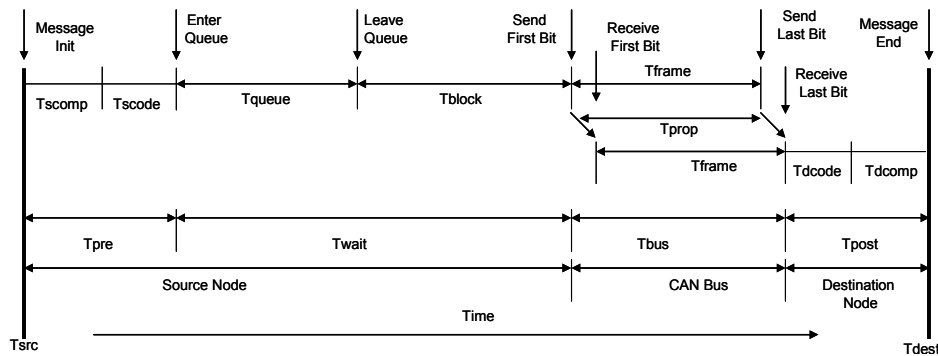 Message
Init
Enter
Queue
Leave
Queue
Send
First Bit
Receive
First Bit
Send
Last Bit
Receive
Last Bit
Message
End
Tscomp
Tscode
Tqueue
Tblock
Tframe
Tprop
Tframe
Tdcode
Tdcomp
Tpre
Twait
Tbus
Tpost
Source Node
CAN Bus
Destination
Node
Time
Tsrc
Tdest